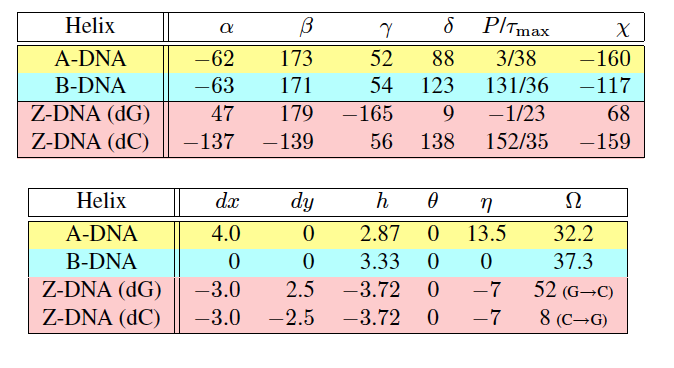 Helix α β γ δ P/τmax χ
A-DNA −62 173 52 88 3/38 −160
B-DNA −63 171 54 123 131/36 −117
Z-DNA (dG) 47 179 −165 9 −1/23 68
Z-DNA (dC) −137 −139 56 138 152/35 −159
Helix dx dy h θ η Ω
A-DNA 4.0 0 2.87 0 13.5 32.2
B-DNA 0 0 3.33 0 0 37.3
Z-DNA (dG) −3.0 2.5 −3.72 0 −7 52 (G→C)
Z-DNA (dC) −3.0 −2.5 −3.72 0 −7 8 (C→G)